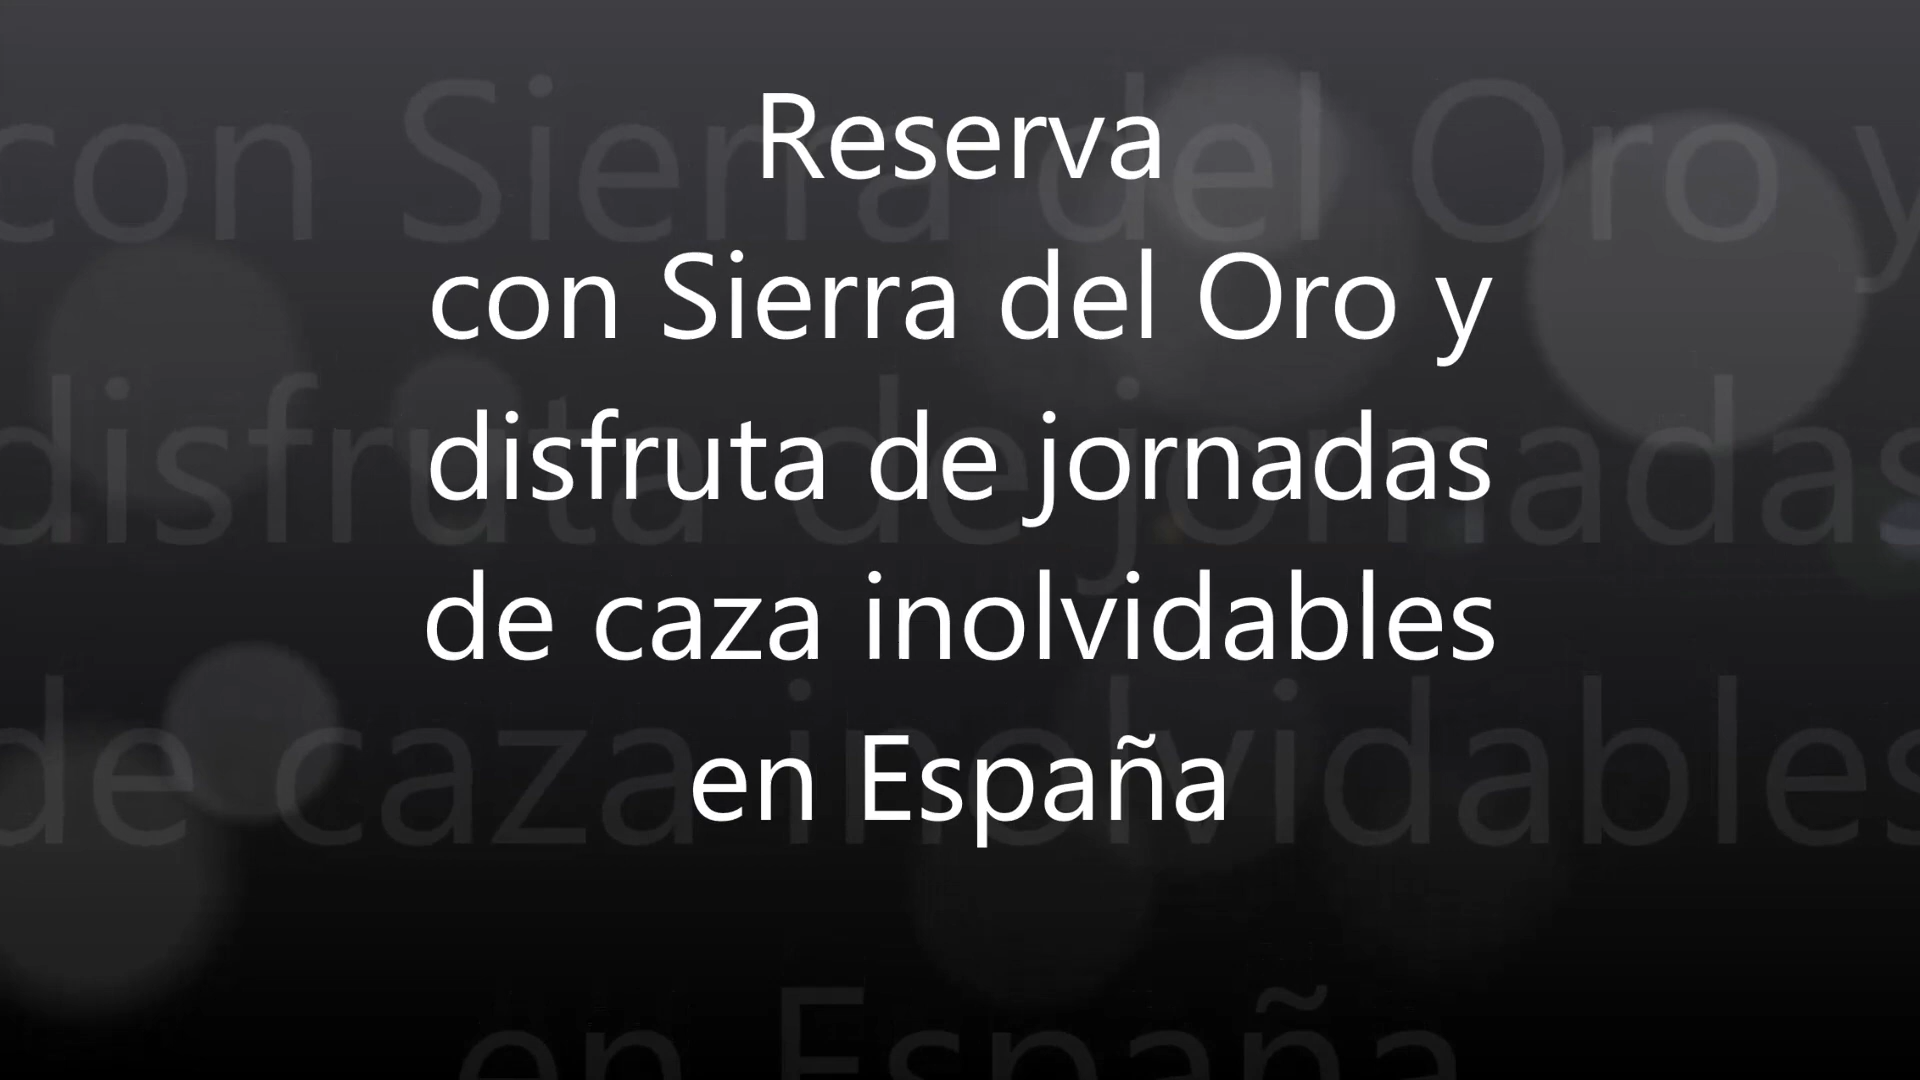 Reserva
con Sierra del Oro y
disfruta de jornadas
de caza inolvidables
en España